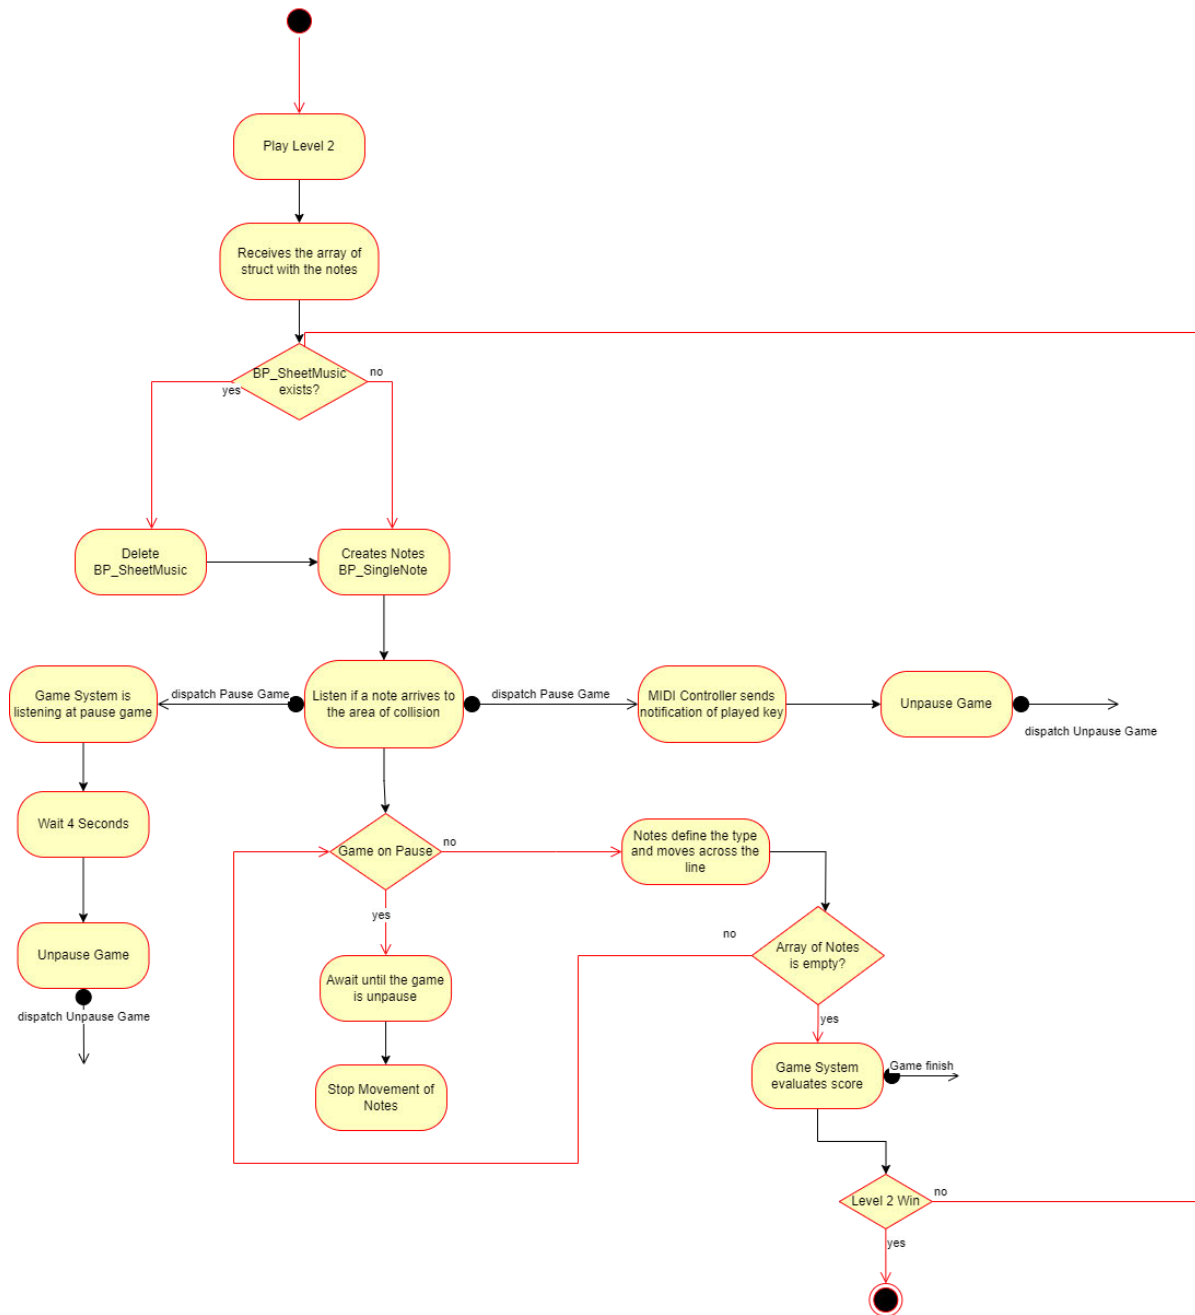 Play Level 2
Receives the array of
struct with the notes
BP_SheetMusic
exists?
yes
no
Delete
BP_SheetMusic
Creates Notes
BP_SingleNote
Game System is
listening at pause game
dispatch Pause Game
Listen if a note arrives to
the area of collision
dispatch Pause Game
MIDI Controller sends
notification of played key
Unpause Game
dispatch Unpause Game
Wait 4 Seconds
Game on Pause
no
Notes define the type
and moves across the
line
yes
no
Array of Notes
is empty?
Unpause Game
dispatch Unpause Game
Await until the game
is unpause
yes
Stop Movement of
Notes
Game System
evaluates score
Game finish
Level 2 Win
no
yes